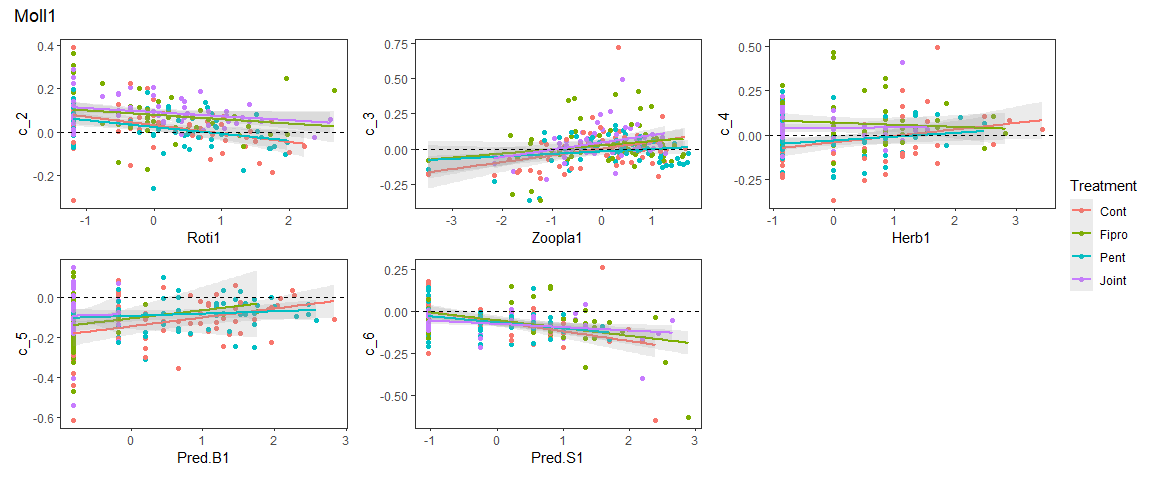 Moll1
c_2
0.4
0.2
0.0
-0.2
-1
0
1
2
Roti1
c_3
0.75
0.50
0.25
0.00
-0.25
-3
-2
-1
0
1
Zoopla1
c_4
0.50
0.25
0.00
-0.25
-1
0
1
2
3
Herb1
c_5
0.0
-0.2
-0.4
-0.6
0
1
2
3
Pred.B1
c_6
0.25
0.00
-0.25
-0.50
-1
0
1
2
3
Pred.S1
Treatment
Cont
Fipro
Pent
Joint